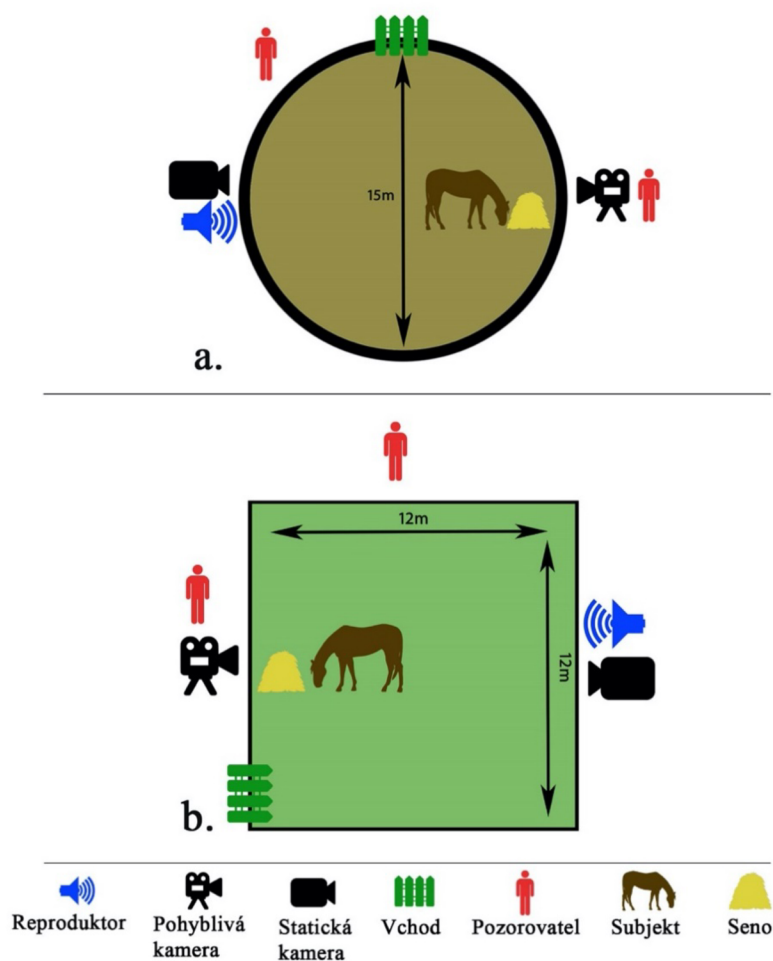 15m
a.
12m
12m
b.
Reproduktor
Pohyblivá
kamera
Statická
kamera
Vchod
Pozorovatel
Subjekt
Seno